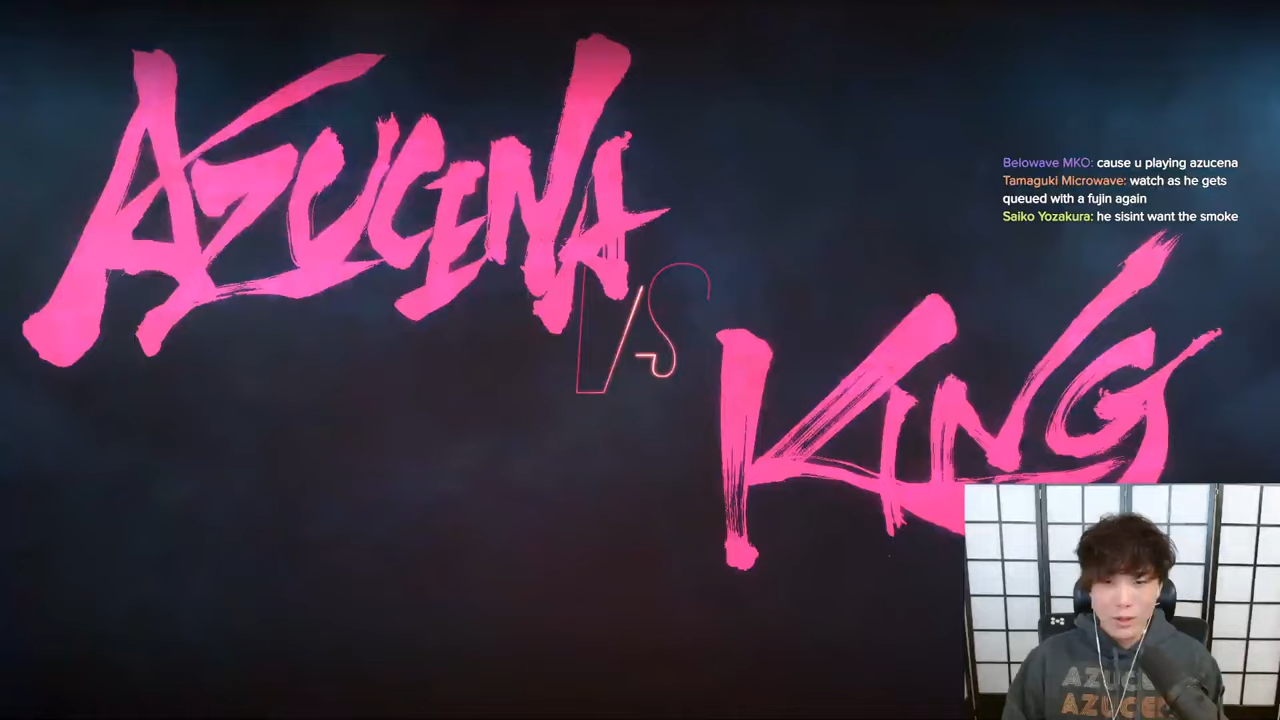 AZUCENA
VS
KING
Belowave MKO: cause u playing azucena
Tamaguki Microwave: watch as he gets
queued with a fujin again
Saiko Yozakura: he sisint want the smoke